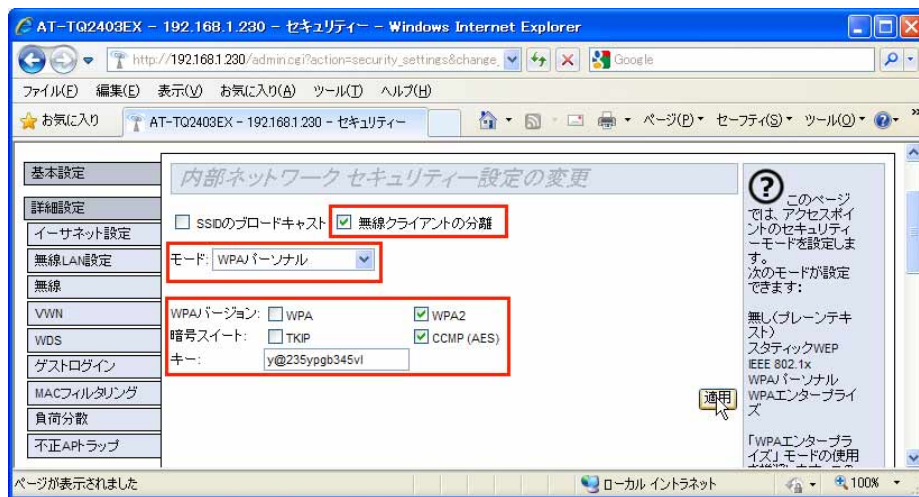 AT-TQ2403EX - 192.168.1.230 - セキュリティー - Windows Internet Explorer
http://192.168.1.230/admin.cgi?action=security_settings&change_
Google
ファイル(F) 編集(E) 表示(V) お気に入り(A) ツール(T) ヘルプ(H)
お気に入り
AT-TQ2403EX - 192.168.1.230 - セキュリティー
ページ(P) セーフティ(S) ツール(O)
基本設定
詳細設定
イーサネット設定
無線LAN設定
無線
VWN
WDS
ゲストログイン
MACフィルタリング
負荷分散
不正APトラップ
内部ネットワーク セキュリティー設定の変更
SSIDのブロードキャスト 無線クライアントの分離
モード: WPAパーソナル
WPAバージョン: WPA WPA2
暗号スイート: TKIP CCMP (AES)
キー: y@235ypgb345vl
適用
このページ
では、アクセスポイ
ントのセキュリティ
ーモードを設定しま
す。
次のモードが設定
できます:
無し(プレーンテキ
スト)
スタティックWEP
IEEE 802.1x
WPAパーソナル
WPAエンタープライ
ズ
「WPAエンタープラ
イズ」モードの使用
ページが表示されました
ローカル イントラネット
100%